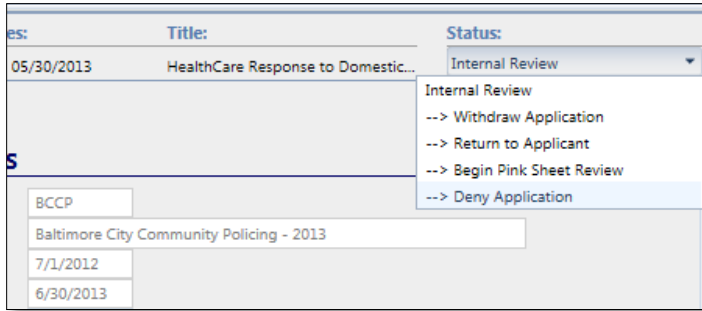 es: Title: Status:
05/30/2013 HealthCare Response to Domestic... Internal Review
Internal Review
--> Withdraw Application
--> Return to Applicant
--> Begin Pink Sheet Review
--> Deny Application
s
BCCP
Baltimore City Community Policing - 2013
7/1/2012
6/30/2013